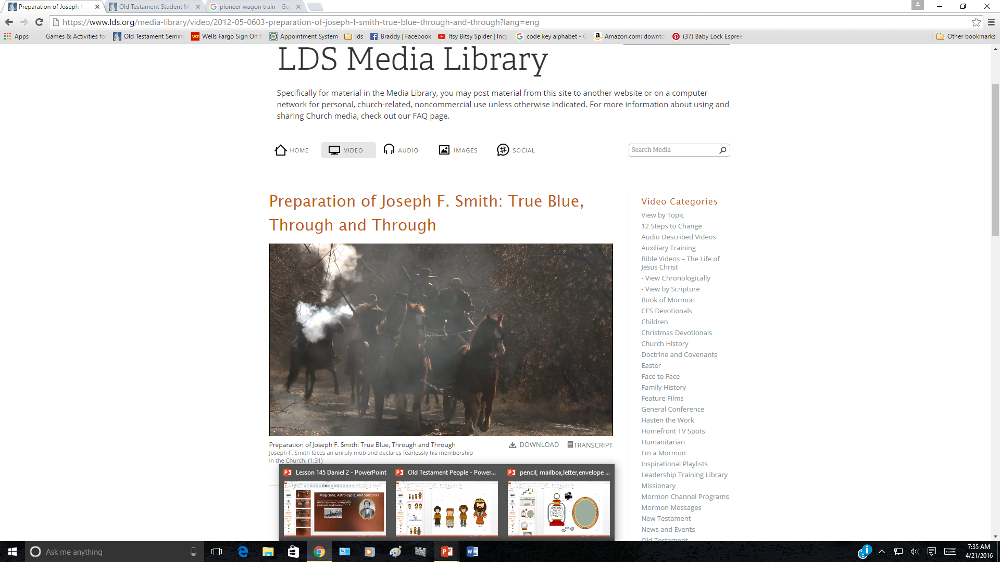 Preparation of Joseph F
Old Testament Student M
pioneer wagon train - Goo
https://www.lds.org/media-library/video/2012-05-0603-preparation-of-joseph-f-smith-true-blue-through-and-through?lang=eng
Apps
Games & Activities for
Old Testament Semina
Wells Fargo Sign On t
Appointment System
lds
Braddy | Facebook
Itsy Bitsy Spider | Incy
code key alphabet - G
Amazon.com: downto
(37) Baby Lock Espree
Other bookmarks
LDS Media Library
Specifically for material in the Media Library, you may post material from this site to another website or on a computer
network for personal, church-related, noncommercial use unless otherwise indicated. For more information about using and
sharing Church media, check out our FAQ page.
HOME
VIDEO
AUDIO
IMAGES
SOCIAL
Search Media
Preparation of Joseph F. Smith: True Blue,
Through and Through
Preparation of Joseph F. Smith: True Blue, Through and Through
Joseph F. Smith faces an unruly mob and declares fearlessly his membership
in the Church. (1:31)
DOWNLOAD
TRANSCRIPT
Video Categories
View by Topic
12 Steps to Change
Audio Described Videos
Auxiliary Training
Bible Videos – The Life of
Jesus Christ
- View Chronologically
- View by Scripture
Book of Mormon
CES Devotionals
Children
Christmas Devotionals
Church History
Doctrine and Covenants
Easter
Face to Face
Family History
Feature Films
General Conference
Hasten the Work
Homefront TV Spots
Humanitarian
I'm a Mormon
Inspirational Playlists
Leadership Training Library
Missionary
Mormon Channel Programs
Mormon Messages
New Testament
News and Events
Old Testament
Lesson 145 Daniel 2 - PowerPoint
Old Testament People - Power...
pencil, mailbox,letter,envelope ...
Magicians, Astrologers, and Sorcerers
Ask me anything
7:35 AM
4/21/2016